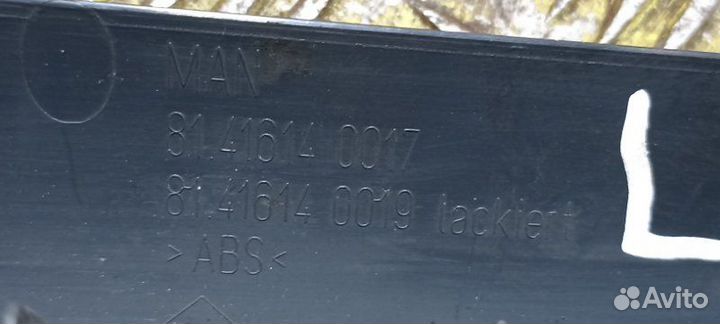 MAN
81.41614 0017
81.41614 0019 lackiert
>ABS<
L
Avito